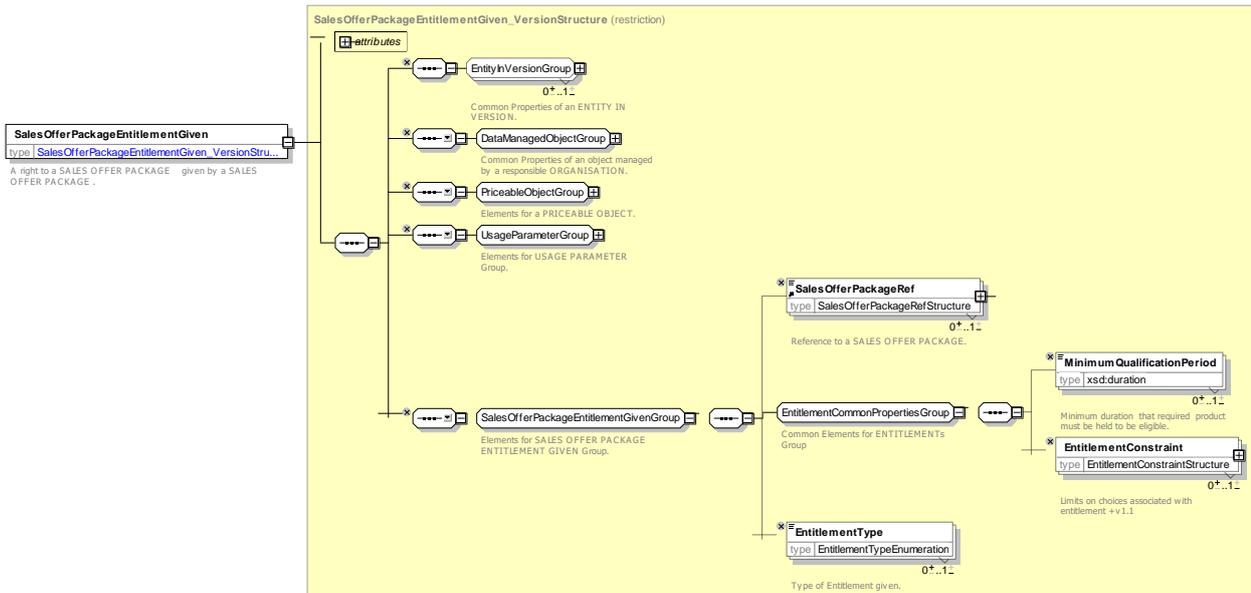 SalesOfferPackageEntitlementGiven_VersionStructure (restriction)
attributes
EntityInVersionGroup
0..1
Common Properties of an ENTITY IN
VERSION.
SalesOfferPackageEntitlementGiven
type SalesOfferPackageEntitlementGiven_VersionStru...
A right to a SALES OFFER PACKAGE given by a SALES
OFFER PACKAGE .
DataManagedObjectGroup
Common Properties of an object managed
by a responsible ORGANISATION.
PriceableObjectGroup
Elements for a PRICEABLE OBJECT.
UsageParameterGroup
Elements for USAGE PARAMETER
Group.
SalesOfferPackageRef
type SalesOfferPackageRefStructure
0..1
Reference to a SALES OFFER PACKAGE.
SalesOfferPackageEntitlementGivenGroup
Elements for SALES OFFER PACKAGE
ENTITLEMENT GIVEN Group.
EntitlementCommonPropertiesGroup
Common Elements for ENTITLEMENTs
Group
MinimumQualificationPeriod
type xsd:duration
0..1
Minimum duration that required product
must be held to be eligible.
EntitlementConstraint
type EntitlementConstraintStructure
0..1
Limits on choices associated with
entitlement +v1.1
EntitlementType
type EntitlementTypeEnumeration
0..1
Type of Entitlement given.